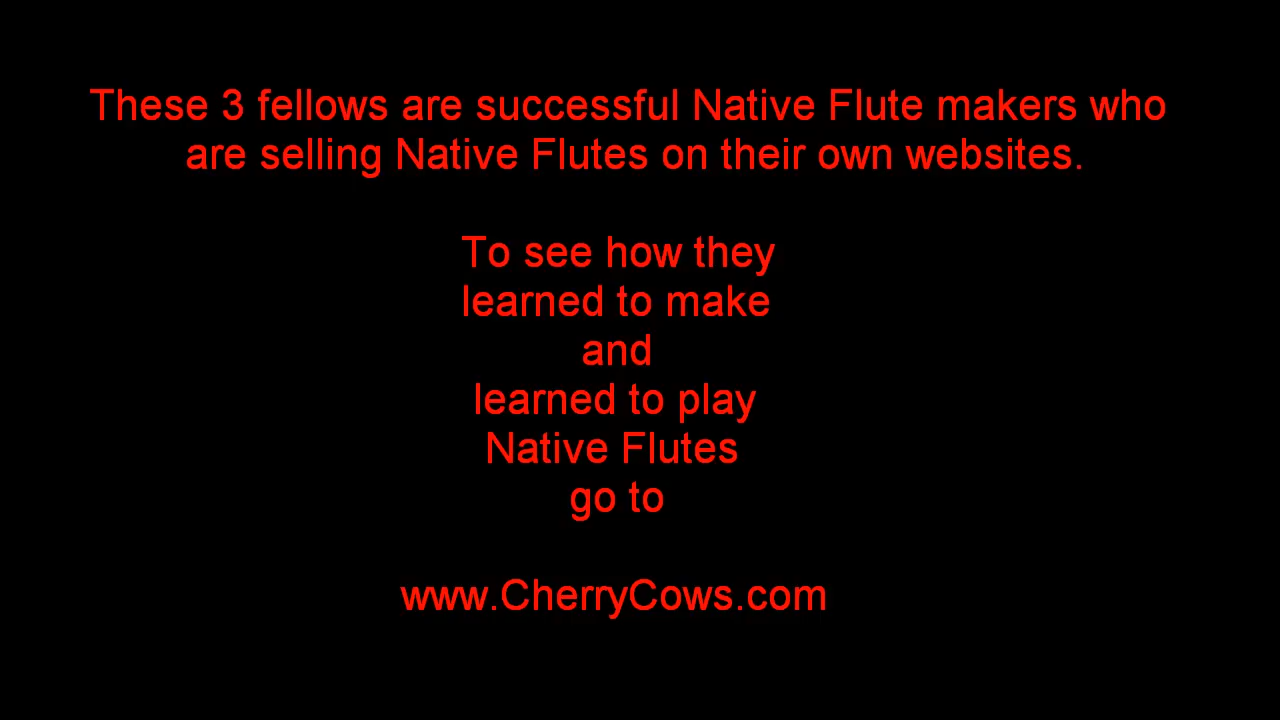 These 3 fellows are successful Native Flute makers who
are selling Native Flutes on their own websites.
To see how they
learned to make
and
learned to play
Native Flutes
go to
www.CherryCows.com